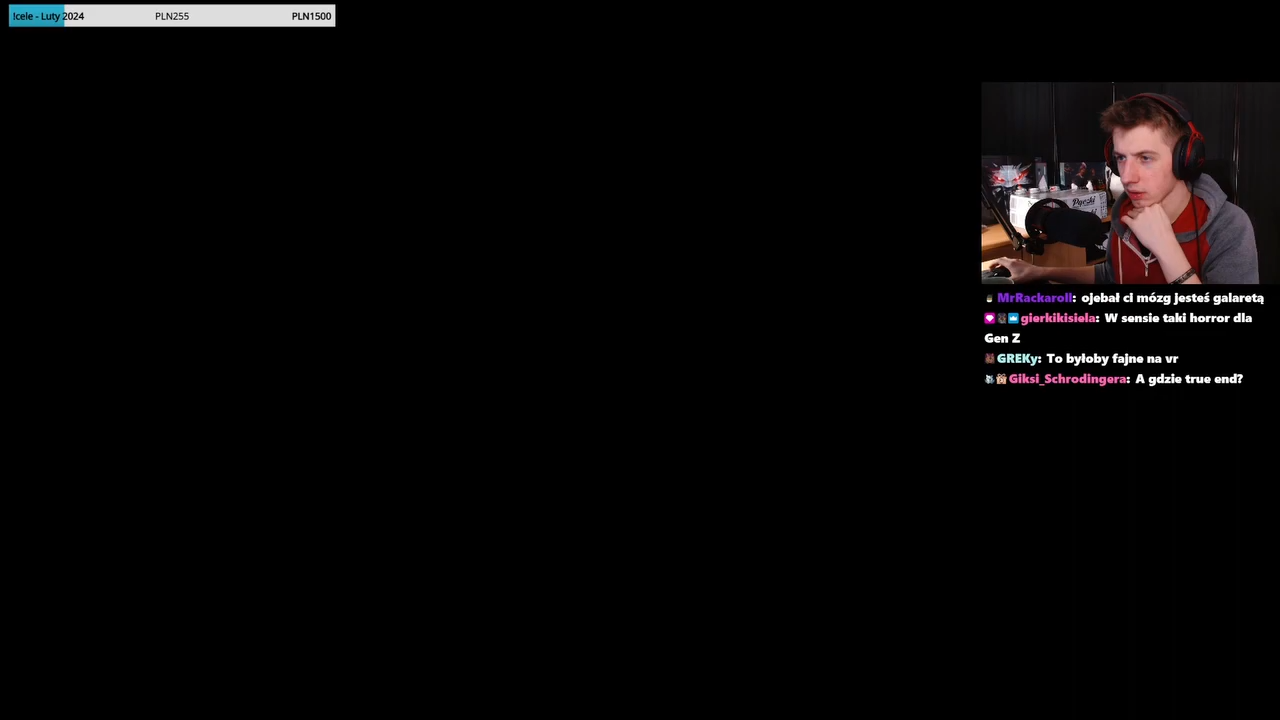 !cele - Luty 2024 PLN255 PLN1500
Pączki
MrRackaroll: ojebał ci mózg jesteś galaretą
gierkikisiela: W sensie taki horror dla
Gen Z
GREKy: To byłoby fajne na vr
Giksi_Schrodingera: A gdzie true end?